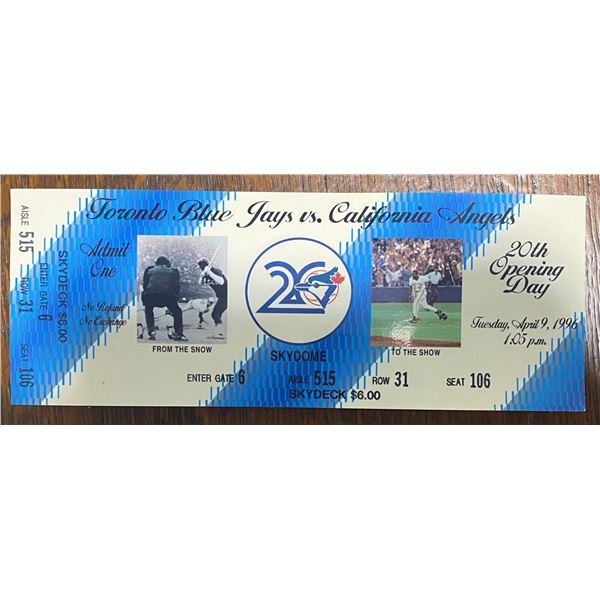 Toronto Blue Jays vs. California Angels
AISLE 515 ROW 31 SEAT 106
ENTER GATE 6
SKYDECK $6.00
Admit
One
No Refund
No Exchange
FROM THE SNOW
20
SKYDOME
TO THE SHOW
20th
Opening
Day
Tuesday, April 9, 1996
1:05 p.m.
ENTER GATE 6 AISLE 515 ROW 31 SEAT 106
SKYDECK $6.00